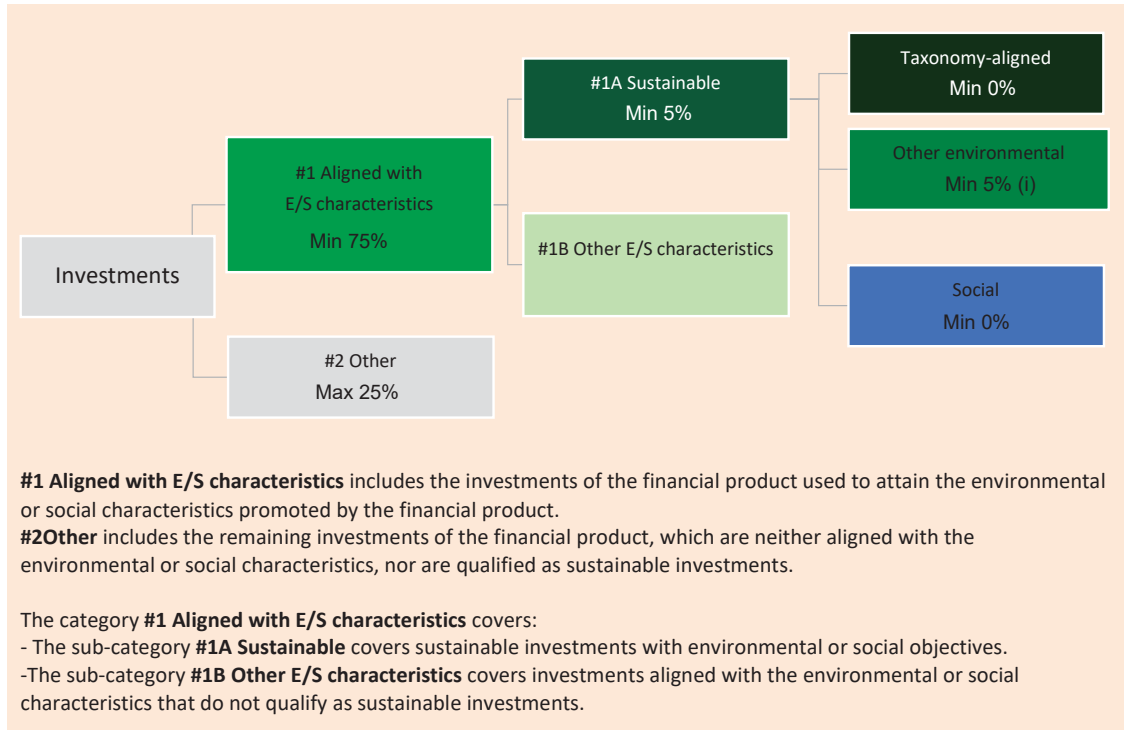 Investments
#1 Aligned with
E/S characteristics
Min 75%
#2 Other
Max 25%
#1A Sustainable
Min 5%
#1B Other E/S characteristics
Taxonomy-aligned
Min 0%
Other environmental
Min 5% (i)
Social
Min 0%
#1 Aligned with E/S characteristics includes the investments of the financial product used to attain the environmental
or social characteristics promoted by the financial product.
#2Other includes the remaining investments of the financial product, which are neither aligned with the
environmental or social characteristics, nor are qualified as sustainable investments.
The category #1 Aligned with E/S characteristics covers:
- The sub-category #1A Sustainable covers sustainable investments with environmental or social objectives.
-The sub-category #1B Other E/S characteristics covers investments aligned with the environmental or social
characteristics that do not qualify as sustainable investments.